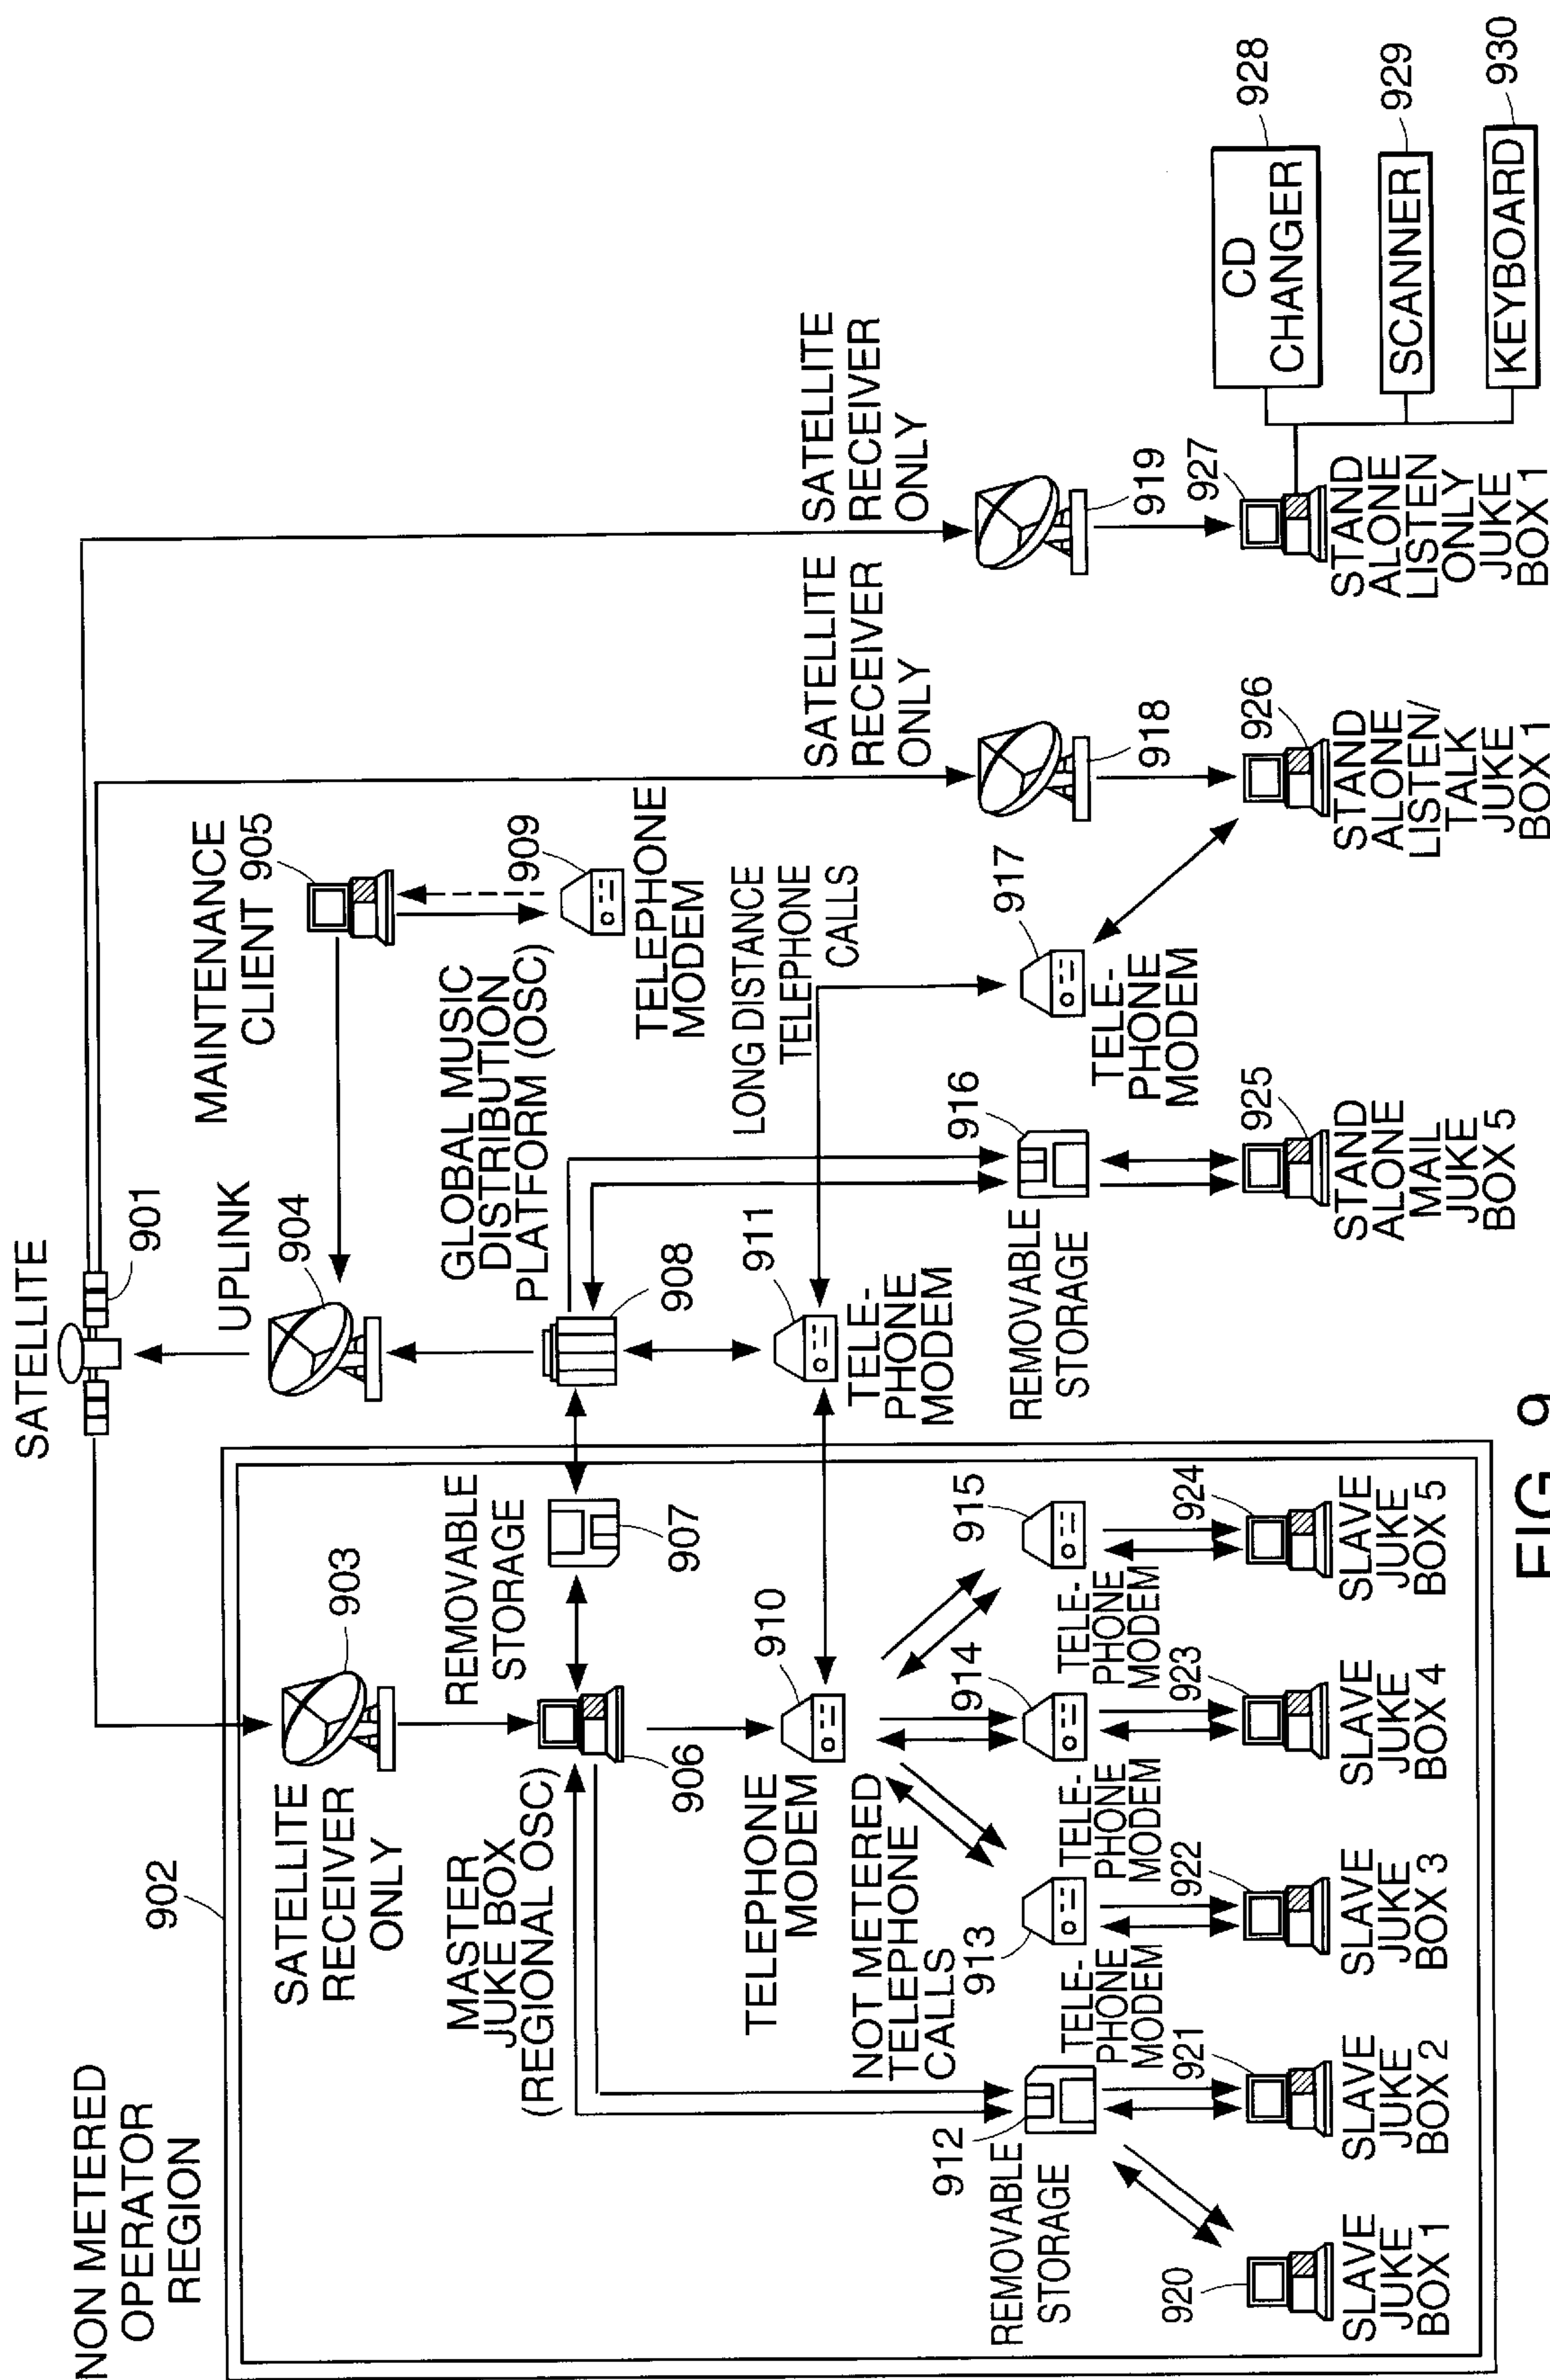 SATELLITE
901
NON METERED
OPERATOR
REGION
902
SATELLITE
RECEIVER
ONLY
903
UPLINK
904
MAINTENANCE
CLIENT 905
MASTER
JUKE BOX
(REGIONAL OSC)
906
REMOVABLE
STORAGE
907
GLOBAL MUSIC
DISTRIBUTION
PLATFORM (OSC)
908
909
TELEPHONE
MODEM
TELEPHONE
MODEM
910
911
TELE-
PHONE
MODEM
LONG DISTANCE
TELEPHONE
CALLS
SATELLITE
RECEIVER
ONLY
SATELLITE
RECEIVER
ONLY
NOT METERED
TELEPHONE
CALLS
912
REMOVABLE
STORAGE
913
TELE-
PHONE
MODEM
914
TELE-
PHONE
MODEM
915
TELE-
PHONE
MODEM
REMOVABLE
STORAGE
916
917
TELE-
PHONE
MODEM
918
919
920
SLAVE
JUKE
BOX 1
921
SLAVE
JUKE
BOX 2
922
SLAVE
JUKE
BOX 3
923
SLAVE
JUKE
BOX 4
924
SLAVE
JUKE
BOX 5
925
STAND
ALONE
MAIL
JUKE
BOX 5
926
STAND
ALONE
LISTEN/
TALK
JUKE
BOX 1
927
STAND
ALONE
LISTEN
ONLY
JUKE
BOX 1
CD
CHANGER
928
SCANNER
929
KEYBOARD
930
FIG. 9